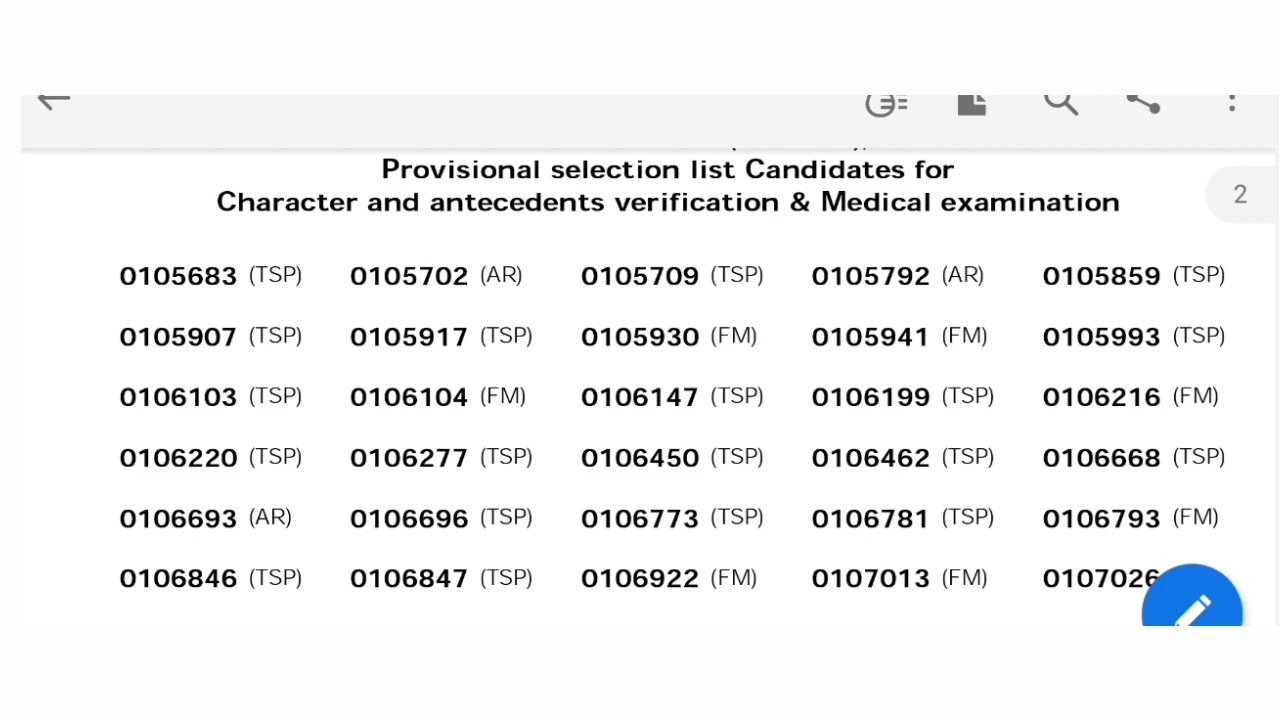 Provisional selection list Candidates for
Character and antecedents verification & Medical examination
2
0105683 (TSP) 0105702 (AR) 0105709 (TSP) 0105792 (AR) 0105859 (TSP)
0105907 (TSP) 0105917 (TSP) 0105930 (FM) 0105941 (FM) 0105993 (TSP)
0106103 (TSP) 0106104 (FM) 0106147 (TSP) 0106199 (TSP) 0106216 (FM)
0106220 (TSP) 0106277 (TSP) 0106450 (TSP) 0106462 (TSP) 0106668 (TSP)
0106693 (AR) 0106696 (TSP) 0106773 (TSP) 0106781 (TSP) 0106793 (FM)
0106846 (TSP) 0106847 (TSP) 0106922 (FM) 0107013 (FM) 0107026